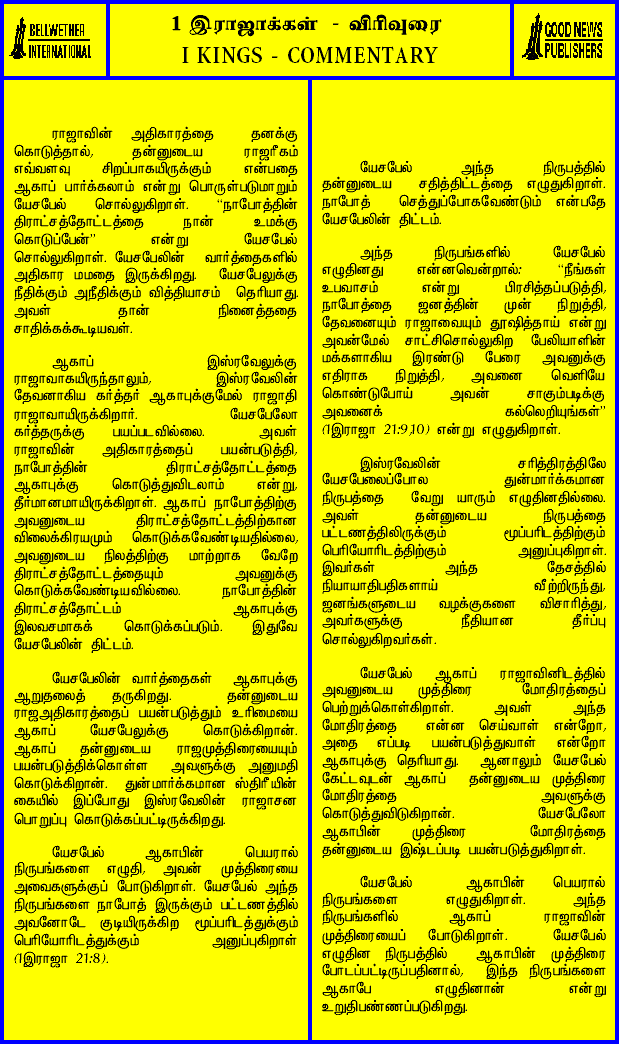 BELLWETHER
INTERNATIONAL
1 இராஜாக்கள் - விரிவுரை
I KINGS - COMMENTARY
GOOD NEWS
PUBLISHERS
ராஜாவின் அதிகாரத்தை தனக்கு
கொடுத்தால், தன்னுடைய ராஜரீகம்
எவ்வளவு சிறப்பாகயிருக்கும் என்பதை
ஆகாப் பார்க்கலாம் என்று பொருள்படுமாறும்
யேசபேல் சொல்லுகிறாள். “நாபோத்தின்
திராட்சத்தோட்டத்தை நான் உமக்கு
கொடுப்பேன்” என்று யேசபேல்
சொல்லுகிறாள். யேசபேலின் வார்த்தைகளில்
அதிகார மமதை இருக்கிறது. யேசபேலுக்கு
நீதிக்கும் அநீதிக்கும் வித்தியாசம் தெரியாது.
அவள் தான் நினைத்ததை
சாதிக்கக்கூடியவள்.
ஆகாப் இஸ்ரவேலுக்கு
ராஜாவாகயிருந்தாலும், இஸ்ரவேலின்
தேவனாகிய கர்த்தர் ஆகாபுக்குமேல் ராஜாதி
ராஜாவாயிருக்கிறார். யேசபேலோ
கர்த்தருக்கு பயப்படவில்லை. அவள்
ராஜாவின் அதிகாரத்தைப் பயன்படுத்தி,
நாபோத்தின் திராட்சத்தோட்டத்தை
ஆகாபுக்கு கொடுத்துவிடலாம் என்று,
தீர்மானமாயிருக்கிறாள். ஆகாப் நாபோத்திற்கு
அவனுடைய திராட்சத்தோட்டத்திற்கான
விலைக்கிரயமும் கொடுக்கவேண்டியதில்லை,
அவனுடைய நிலத்திற்கு மாற்றாக வேறே
திராட்சத்தோட்டத்தையும் அவனுக்கு
கொடுக்கவேண்டியவில்லை. நாபோத்தின்
திராட்சத்தோட்டம் ஆகாபுக்கு
இலவசமாகக் கொடுக்கப்படும். இதுவே
யேசபேலின் திட்டம்.
யேசபேலின் வார்த்தைகள் ஆகாபுக்கு
ஆறுதலைத் தருகிறது. தன்னுடைய
ராஜஅதிகாரத்தைப் பயன்படுத்தும் உரிமையை
ஆகாப் யேசபேலுக்கு கொடுக்கிறான்.
ஆகாப் தன்னுடைய ராஜமுத்திரையையும்
பயன்படுத்திக்கொள்ள அவளுக்கு அனுமதி
கொடுக்கிறான். துன்மார்க்கமான ஸ்திரீயின்
கையில் இப்போது இஸ்ரவேலின் ராஜாசன
பொறுப்பு கொடுக்கப்பட்டிருக்கிறது.
யேசபேல் ஆகாபின் பெயரால்
நிருபங்களை எழுதி, அவன் முத்திரையை
அவைகளுக்குப் போடுகிறாள். யேசபேல் அந்த
நிருபங்களை நாபோத் இருக்கும் பட்டணத்தில்
அவனோடே குடியிருக்கிற மூப்பரிடத்துக்கும்
பெரியோரிடத்துக்கும் அனுப்புகிறாள்
(1இராஜா 21:8).
யேசபேல் அந்த நிருபத்தில்
தன்னுடைய சதித்திட்டத்தை எழுதுகிறாள்.
நாபோத் செத்துப்போகவேண்டும் என்பதே
யேசபேலின் திட்டம்.
அந்த நிருபங்களில் யேசபேல்
எழுதினது என்னவென்றால்: “நீங்கள்
உபவாசம் என்று பிரசித்தப்படுத்தி,
நாபோத்தை ஜனத்தின் முன் நிறுத்தி,
தேவனையும் ராஜாவையும் தூஷித்தாய் என்று
அவன்மேல் சாட்சிசொல்லுகிற பேலியாளின்
மக்களாகிய இரண்டு பேரை அவனுக்கு
எதிராக நிறுத்தி, அவனை வெளியே
கொண்டுபோய் அவன் சாகும்படிக்கு
அவனைக் கல்லெறியுங்கள்”
(1இராஜா 21:9,10) என்று எழுதுகிறாள்.
இஸ்ரவேலின் சரித்திரத்திலே
யேசபேலைப்போல துன்மார்க்கமான
நிருபத்தை வேறு யாரும் எழுதினதில்லை.
அவள் தன்னுடைய நிருபத்தை
பட்டணத்திலிருக்கும் மூப்பரிடத்திற்கும்
பெரியோரிடத்திற்கும் அனுப்புகிறாள்.
இவர்கள் அந்த தேசத்தில்
நியாயாதிபதிகளாய் வீற்றிருந்து,
ஜனங்களுடைய வழக்குகளை விசாரித்து,
அவர்களுக்கு நீதியான தீர்ப்பு
சொல்லுகிறவர்கள்.
யேசபேல் ஆகாப் ராஜாவினிடத்தில்
அவனுடைய முத்திரை மோதிரத்தைப்
பெற்றுக்கொள்கிறாள். அவள் அந்த
மோதிரத்தை என்ன செய்வாள் என்றோ,
அதை எப்படி பயன்படுத்துவாள் என்றோ
ஆகாபுக்கு தெரியாது. ஆனாலும் யேசபேல்
கேட்டவுடன் ஆகாப் தன்னுடைய முத்திரை
மோதிரத்தை அவளுக்கு
கொடுத்துவிடுகிறான். யேசபேலோ
ஆகாபின் முத்திரை மோதிரத்தை
தன்னுடைய இஷ்டப்படி பயன்படுத்துகிறாள்.
யேசபேல் ஆகாபின் பெயரால்
நிருபங்களை எழுதுகிறாள். அந்த
நிருபங்களில் ஆகாப் ராஜாவின்
முத்திரையைப் போடுகிறாள். யேசபேல்
எழுதின நிருபத்தில் ஆகாபின் முத்திரை
போடப்பட்டிருப்பதினால், இந்த நிருபங்களை
ஆகாபே எழுதினான் என்று
உறுதிபண்ணப்படுகிறது.